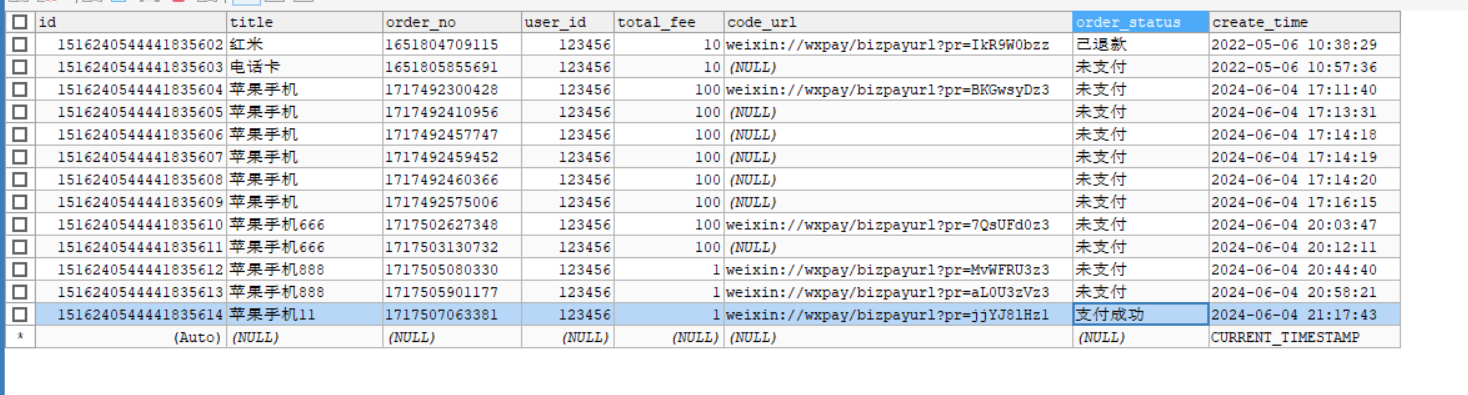 id title order_no user_id total_fee code_url order_status create_time
1516240544441835602 红米 1651804709115 123456 10 weixin://wxpay/bizpayurl?pr=IkR9W0bzz 已退款 2022-05-06 10:38:29
1516240544441835603 电话卡 1651805855691 123456 10 (NULL) 未支付 2022-05-06 10:57:36
1516240544441835604 苹果手机 1717492300428 123456 100 weixin://wxpay/bizpayurl?pr=BKGwsyDz3 未支付 2024-06-04 17:11:40
1516240544441835605 苹果手机 1717492410956 123456 100 (NULL) 未支付 2024-06-04 17:13:31
1516240544441835606 苹果手机 1717492457747 123456 100 (NULL) 未支付 2024-06-04 17:14:18
1516240544441835607 苹果手机 1717492459452 123456 100 (NULL) 未支付 2024-06-04 17:14:19
1516240544441835608 苹果手机 1717492460366 123456 100 (NULL) 未支付 2024-06-04 17:14:20
1516240544441835609 苹果手机 1717492575006 123456 100 (NULL) 未支付 2024-06-04 17:16:15
1516240544441835610 苹果手机666 1717502627348 123456 100 weixin://wxpay/bizpayurl?pr=7QsUFd0z3 未支付 2024-06-04 20:03:47
1516240544441835611 苹果手机666 1717503130732 123456 100 (NULL) 未支付 2024-06-04 20:12:11
1516240544441835612 苹果手机888 1717505080330 123456 1 weixin://wxpay/bizpayurl?pr=MvWFRU3z3 未支付 2024-06-04 20:44:40
1516240544441835613 苹果手机888 1717505901177 123456 1 weixin://wxpay/bizpayurl?pr=aL0U3zVz3 未支付 2024-06-04 20:58:21
1516240544441835614 苹果手机11 1717507063381 123456 1 weixin://wxpay/bizpayurl?pr=jjYJ8lHz1 支付成功 2024-06-04 21:17:43
* (Auto) (NULL) (NULL) (NULL) (NULL) (NULL) (NULL) CURRENT_TIMESTAMP